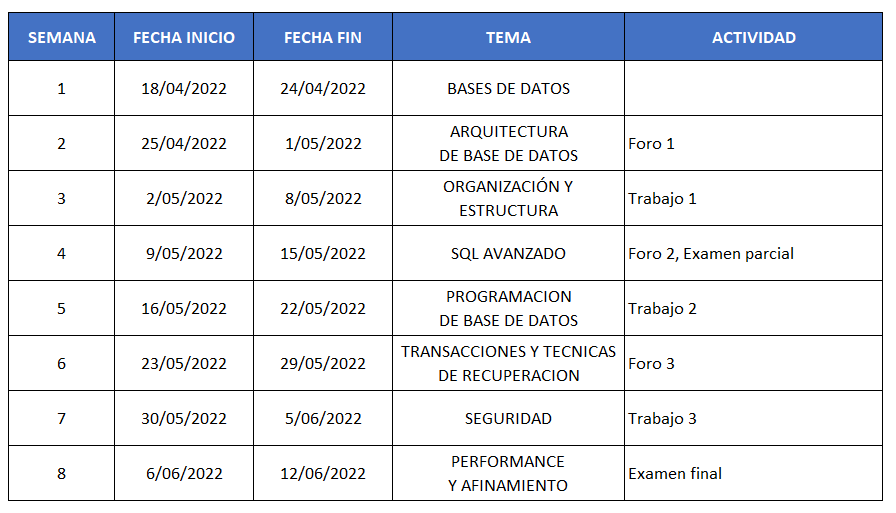 SEMANA FECHA INICIO FECHA FIN TEMA ACTIVIDAD
1 18/04/2022 24/04/2022 BASES DE DATOS
2 25/04/2022 1/05/2022 ARQUITECTURA
DE BASE DE DATOS Foro 1
3 2/05/2022 8/05/2022 ORGANIZACIÓN Y
ESTRUCTURA Trabajo 1
4 9/05/2022 15/05/2022 SQL AVANZADO Foro 2, Examen parcial
5 16/05/2022 22/05/2022 PROGRAMACION
DE BASE DE DATOS Trabajo 2
6 23/05/2022 29/05/2022 TRANSACCIONES Y TECNICAS
DE RECUPERACION Foro 3
7 30/05/2022 5/06/2022 SEGURIDAD Trabajo 3
8 6/06/2022 12/06/2022 PERFORMANCE
Y AFINAMIENTO Examen final